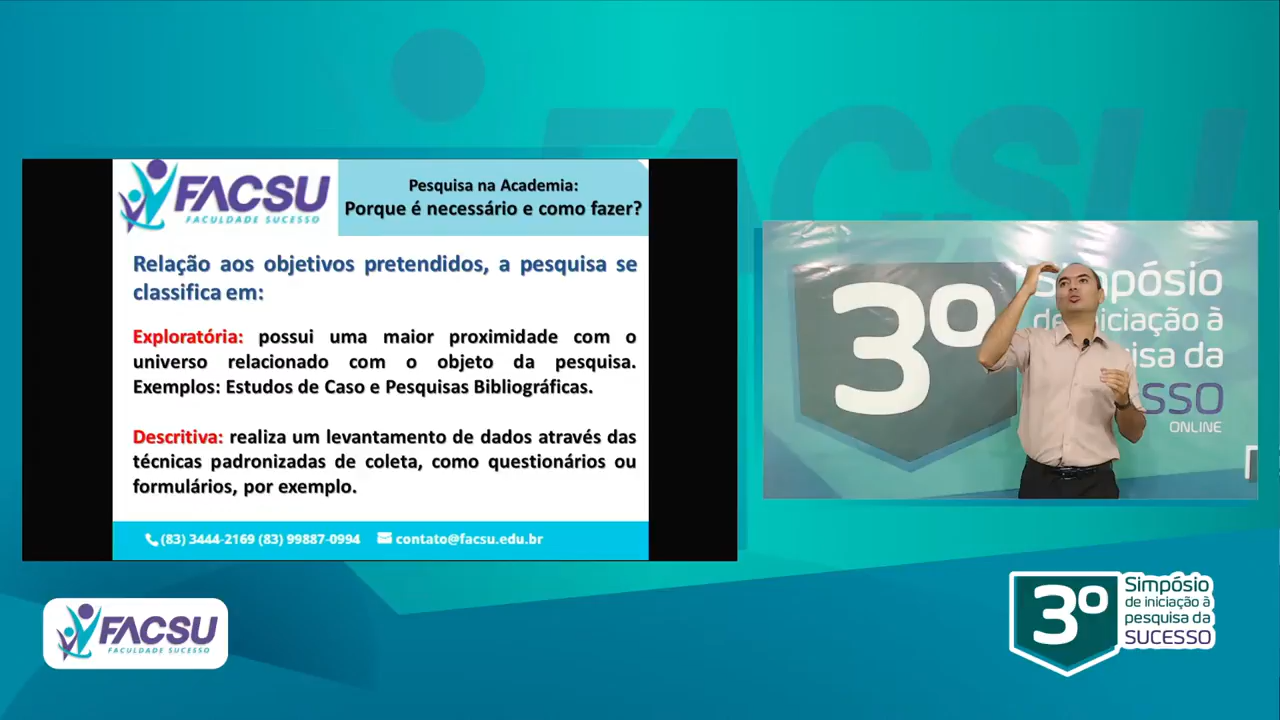 FACSU
FACSU
FACULDADE SUCESSO
Pesquisa na Academia:
Porque é necessário e como fazer?
Relação aos objetivos pretendidos, a pesquisa se
classifica em:
Exploratória: possui uma maior proximidade com o
universo relacionado com o objeto da pesquisa.
Exemplos: Estudos de Caso e Pesquisas Bibliográficas.
Descritiva: realiza um levantamento de dados através das
técnicas padronizadas de coleta, como questionários ou
formulários, por exemplo.
(83) 3444-2169 (83) 99887-0994 contato@facsu.edu.br
3º
Simpósio
de iniciação à
pesquisa da
SUCESSO
ONLINE
FACSU
FACULDADE SUCESSO
3º
Simpósio
de iniciação à
pesquisa da
SUCESSO